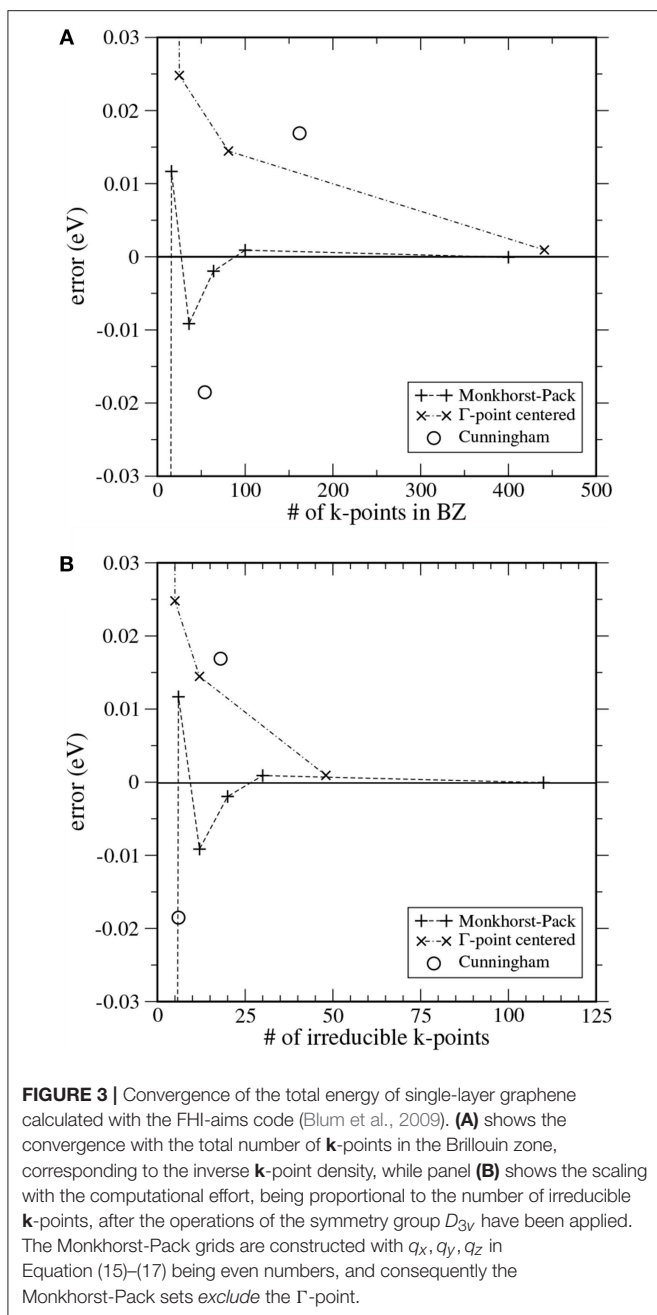 A
0.03
0.02
0.01
0
-0.01
-0.02
-0.03
error (eV)
Monkhorst-Pack
Γ-point centered
Cunningham
0 100 200 300 400 500
# of k-points in BZ
B
0.03
0.02
0.01
0
-0.01
-0.02
-0.03
error (eV)
Monkhorst-Pack
Γ-point centered
Cunningham
0 25 50 75 100 125
# of irreducible k-points
FIGURE 3 | Convergence of the total energy of single-layer graphene
calculated with the FHI-aims code (Blum et al., 2009). (A) shows the
convergence with the total number of k-points in the Brillouin zone,
corresponding to the inverse k-point density, while panel (B) shows the scaling
with the computational effort, being proportional to the number of irreducible
k-points, after the operations of the symmetry group D3v have been applied.
The Monkhorst-Pack grids are constructed with qx, qy, qz in
Equation (15)–(17) being even numbers, and consequently the
Monkhorst-Pack sets exclude the Γ-point.